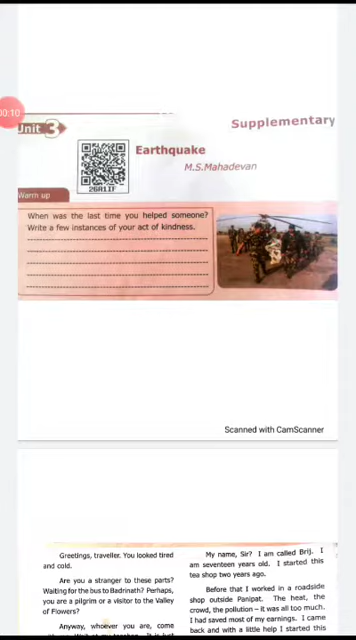 00:10
Unit 3
Supplementary
Earthquake
M.S.Mahadevan
26A1IF
Warm up
When was the last time you helped someone?
Write a few instances of your act of kindness.
Scanned with CamScanner
Greetings, traveller. You looked tired
and cold.
Are you a stranger to these parts?
Waiting for the bus to Badrinath? Perhaps,
you are a pilgrim or a visitor to the Valley
of Flowers?
Anyway, whoever you are, come
My name, Sir? I am called Brij. I
am seventeen years old. I started this
tea shop two years ago.
Before that I worked in a roadside
shop outside Panipat. The heat, the
crowd, the pollution – it was all too much.
I had saved most of my earnings. I came
back and with a little help I started this